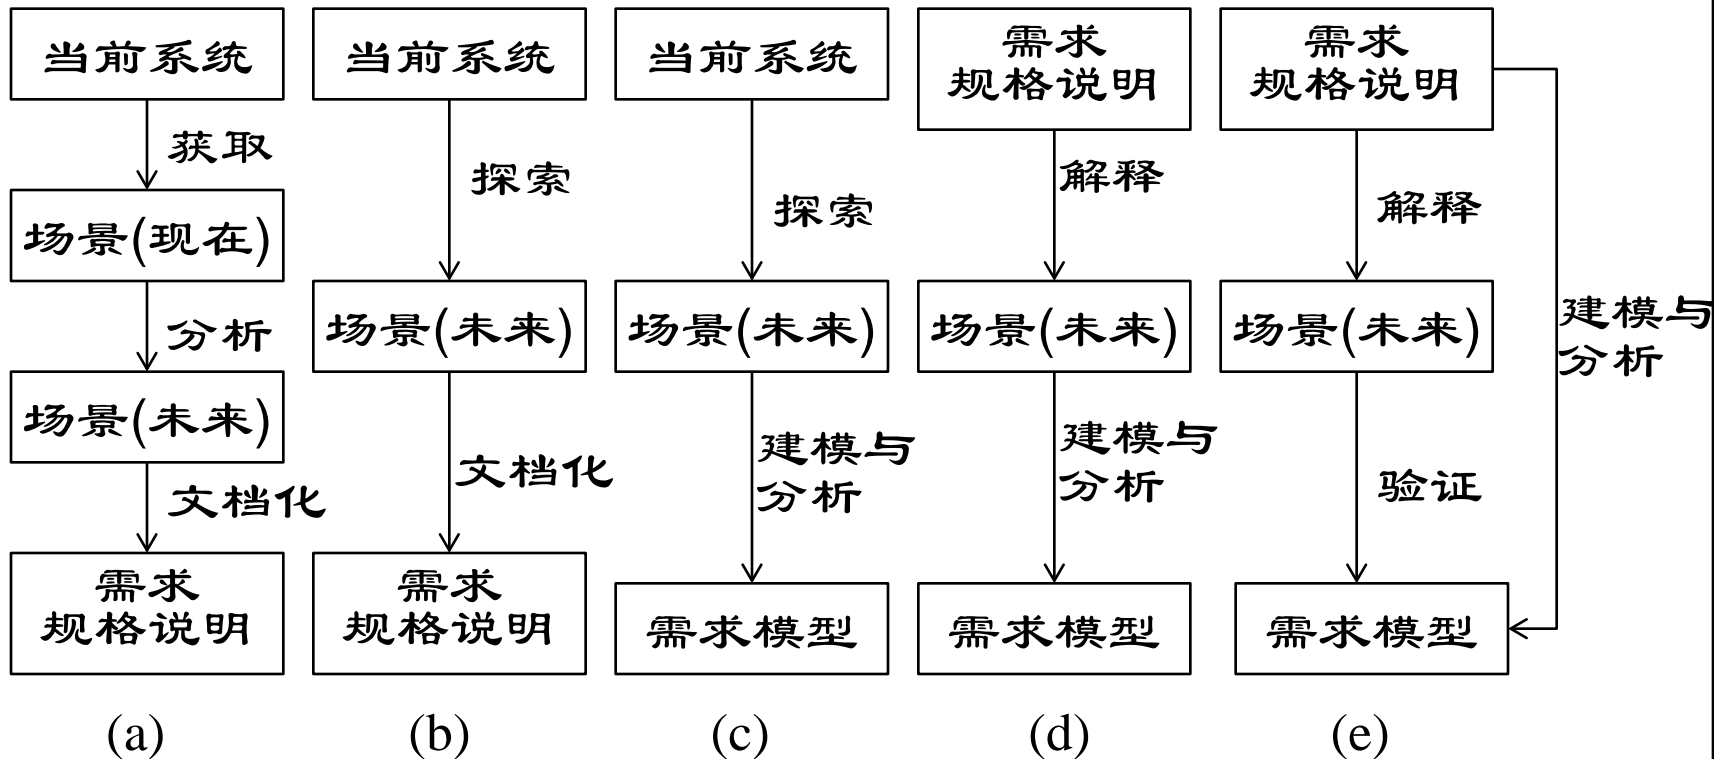 当前系统
获取
场景(现在)
分析
场景(未来)
文档化
需求
规格说明
(a)
当前系统
探索
场景(未来)
文档化
需求
规格说明
(b)
当前系统
探索
场景(未来)
建模与
分析
需求模型
(c)
需求
规格说明
解释
场景(未来)
建模与
分析
需求模型
(d)
需求
规格说明
解释
场景(未来)
验证
需求模型
建模与
分析
(e)